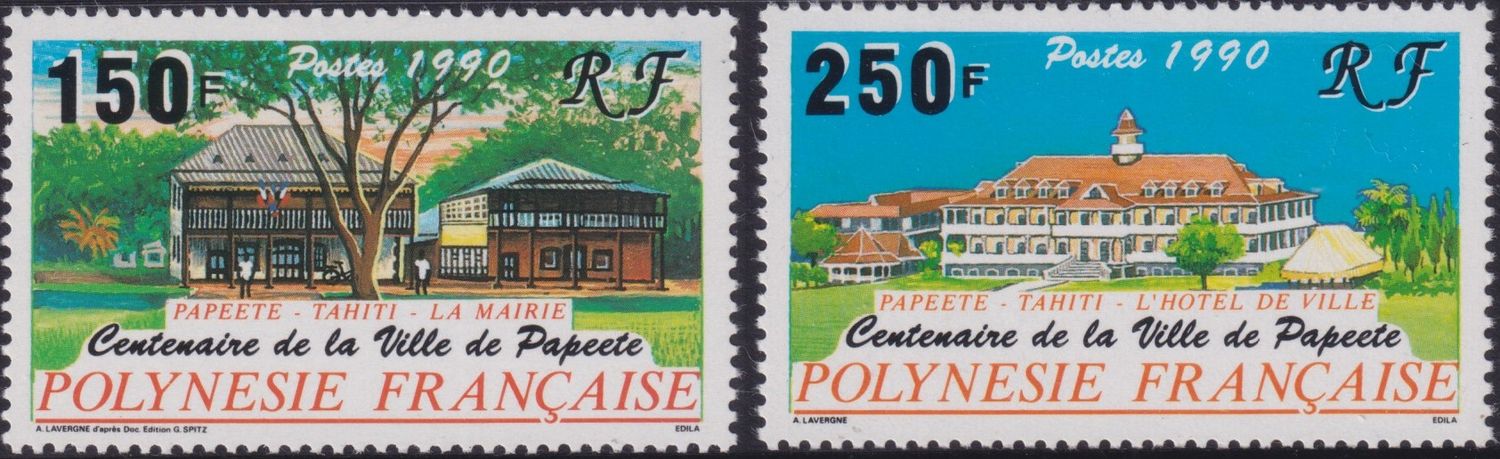 150F
Postes 1990
RF
PAPEETE - TAHITI - LA MAIRIE
Centenaire de la Ville de Papeete
POLYNESIE FRANÇAISE
A. LAVERGNE d'après Doc. Edition G. SPITZ
EDILA
250F
Postes 1990
RF
PAPEETE - TAHITI - L'HOTEL DE VILLE
Centenaire de la Ville de Papeete
POLYNESIE FRANÇAISE
A. LAVERGNE
EDILA